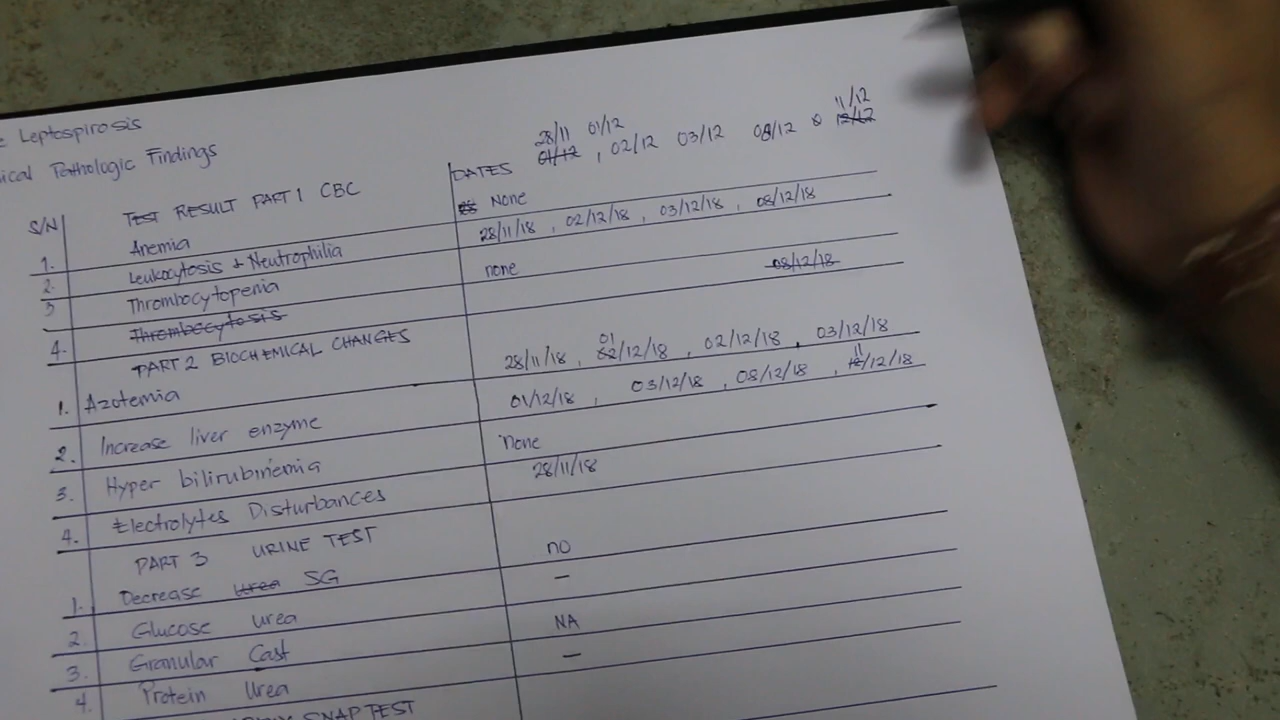 Leptospirosis
ical Pathologic Findings
28/11 01/12 11/12
S/N TEST RESULT PART 1 CBC DATES 01/12 , 02/12 03/12 08/12 & 12/12
1. Anemia None
2. Leukocytosis & Neutrophilia 28/11/18 , 02/12/18 , 03/12/18 , 08/12/18
3 Thrombocytopenia none
4. Thrombocytosis 08/12/18
PART 2 BIOCHEMICAL CHANGES
1. Azotemia 28/11/18 , 01/12/18 , 02/12/18 , 03/12/18
2. Increase liver enzyme 01/12/18 , 03/12/18 , 08/12/18 , 11/12/18
3. Hyper bilirubinemia none
4. Electrolytes Disturbances 28/11/18
PART 3 URINE TEST
1. Decrease Urea SG no
2. Glucose urea –
3. Granular Cast NA
4. Protein Urea –
SNAP TEST